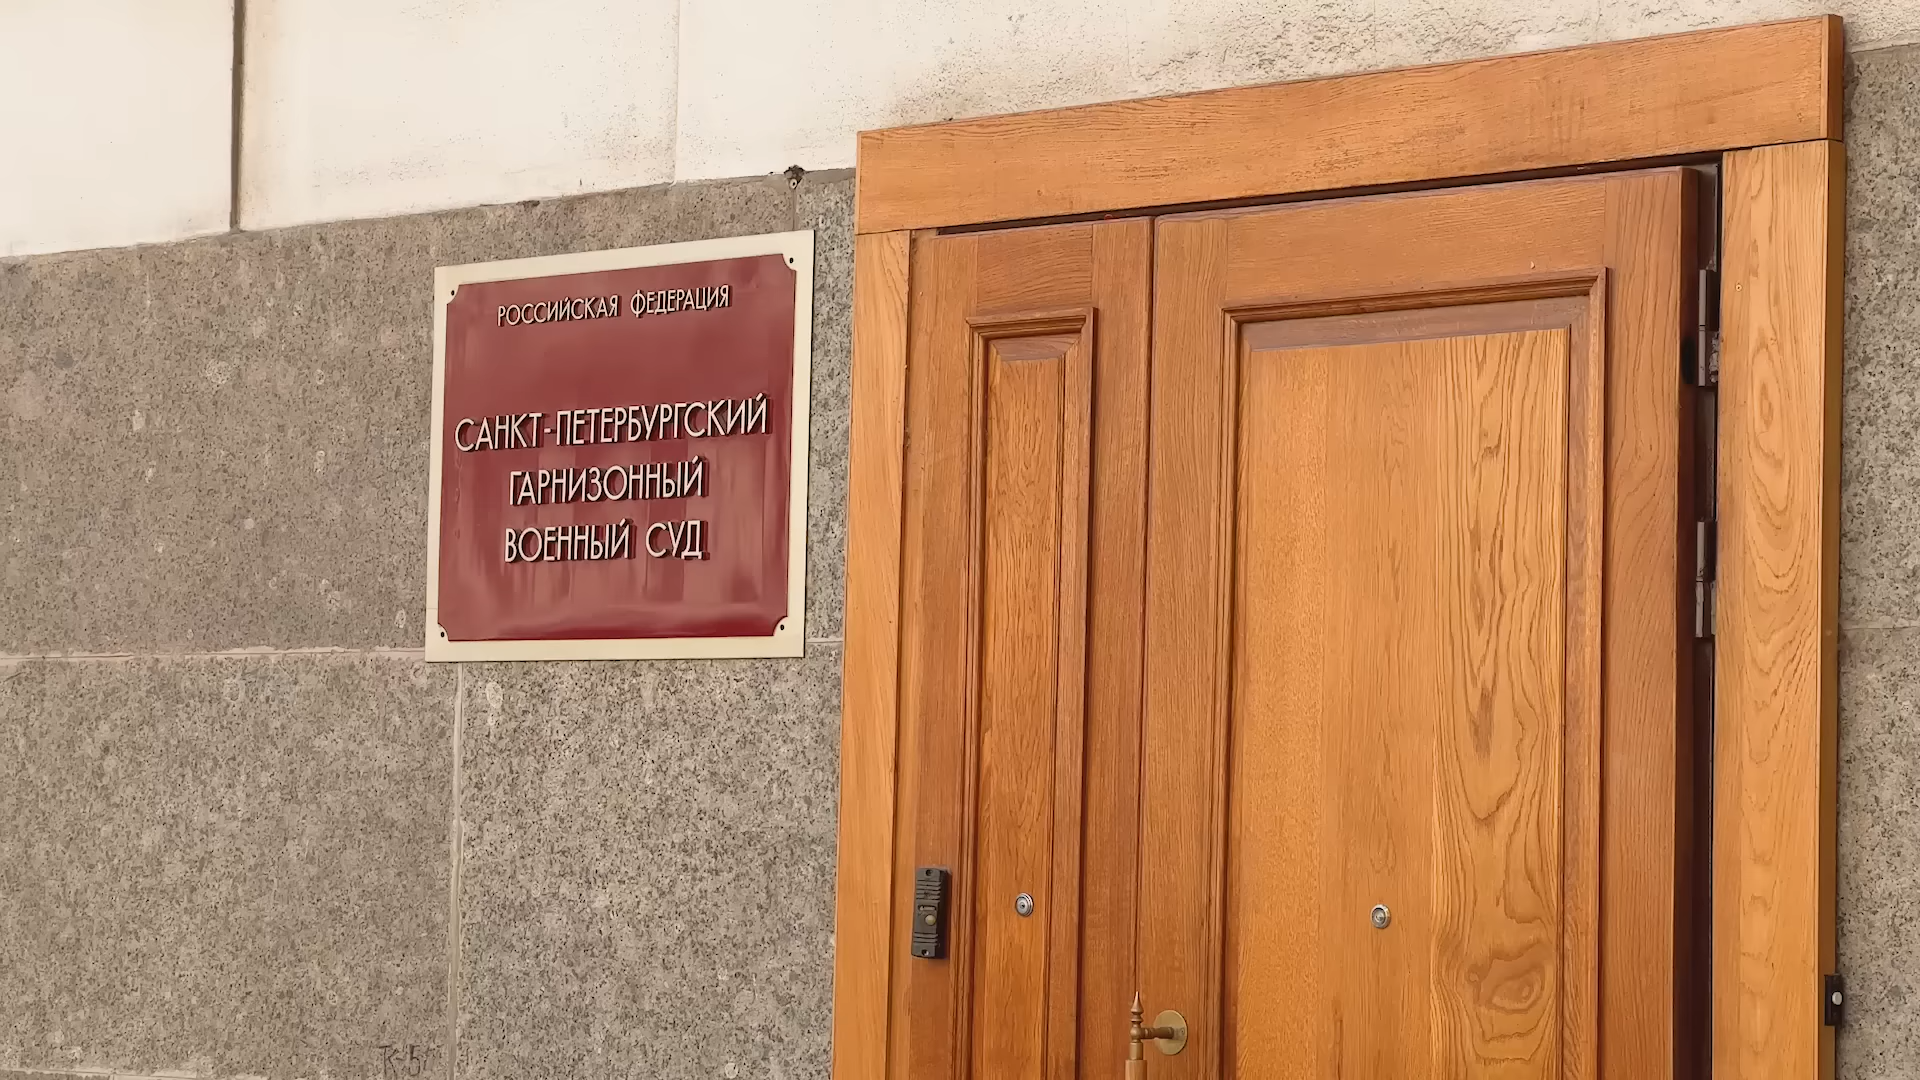 РОССИЙСКАЯ ФЕДЕРАЦИЯ
САНКТ-ПЕТЕРБУРГСКИЙ
ГАРНИЗОННЫЙ
ВОЕННЫЙ СУД